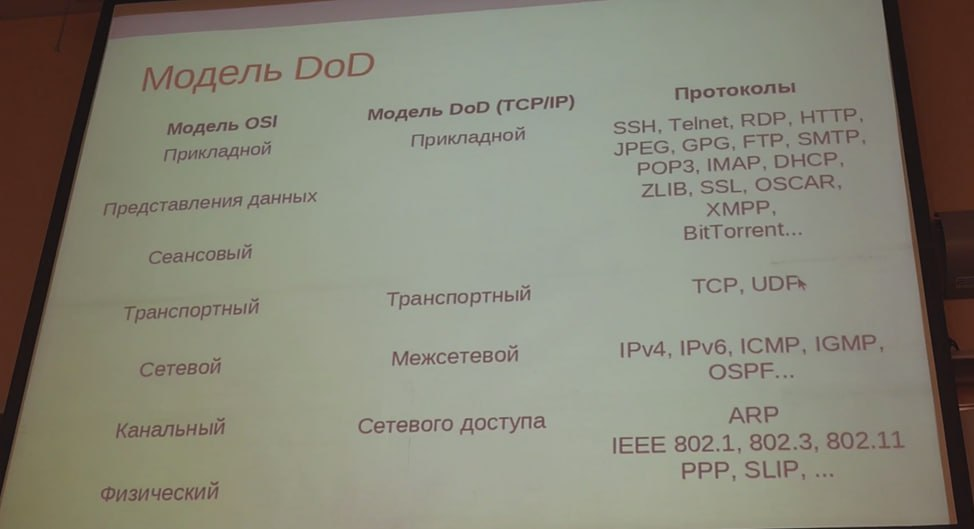 Модель DoD
Модель OSI
Модель DoD (TCP/IP)
Протоколы
Прикладной
Прикладной
SSH, Telnet, RDP, HTTP,
JPEG, GPG, FTP, SMTP,
POP3, IMAP, DHCP,
ZLIB, SSL, OSCAR,
XMPP,
BitTorrent...
Представления данных
Сеансовый
Транспортный
Транспортный
TCP, UDP
Сетевой
Межсетевой
IPv4, IPv6, ICMP, IGMP,
OSPF...
Канальный
Сетевого доступа
ARP
IEEE 802.1, 802.3, 802.11
PPP, SLIP, ...
Физический